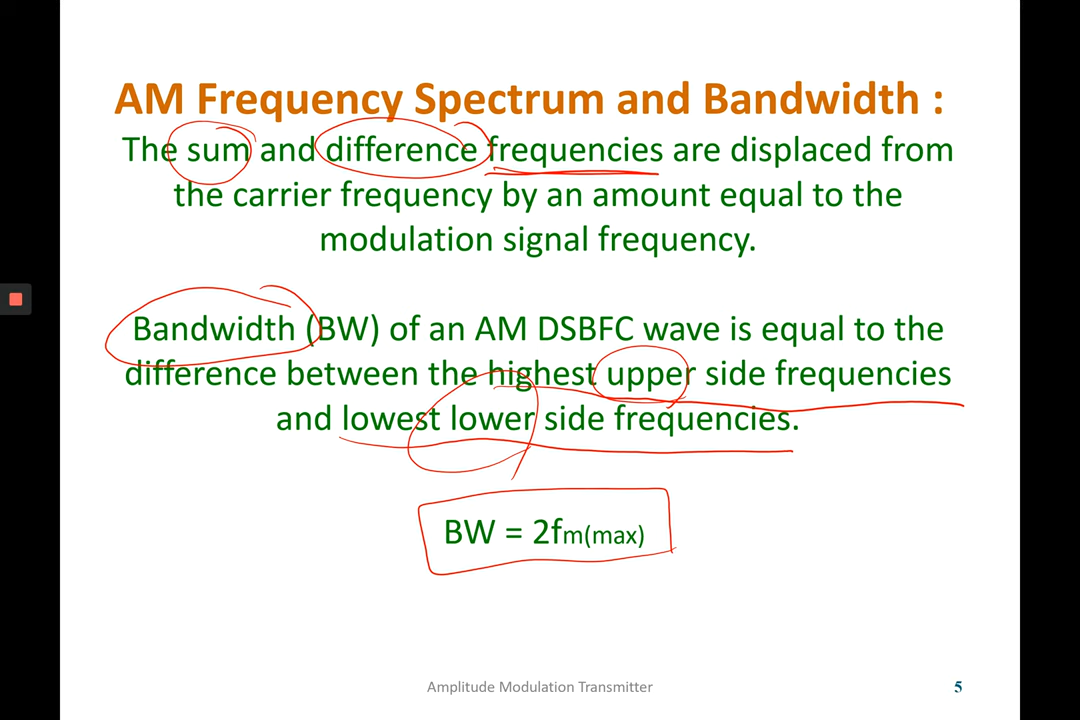 AM Frequency Spectrum and Bandwidth :
The sum and difference frequencies are displaced from
the carrier frequency by an amount equal to the
modulation signal frequency.
Bandwidth (BW) of an AM DSBFC wave is equal to the
difference between the highest upper side frequencies
and lowest lower side frequencies.
BW = 2fm(max)
Amplitude Modulation Transmitter
5